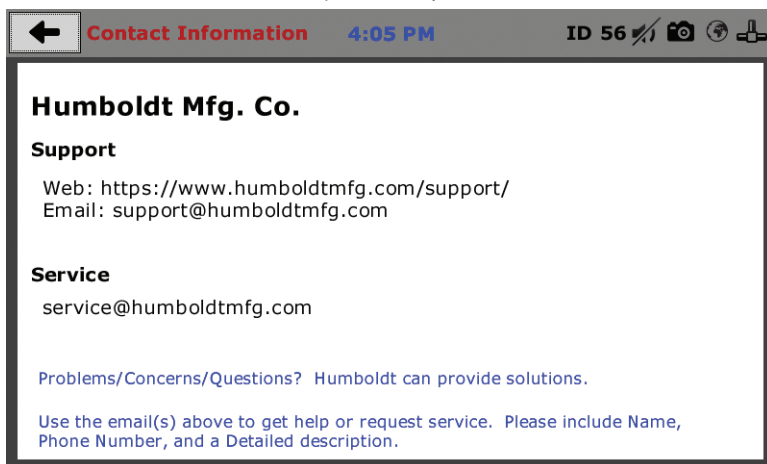 Contact Information 4:05 PM ID 56
Humboldt Mfg. Co.
Support
Web: https://www.humboldtmfg.com/support/
Email: support@humboldtmfg.com
Service
service@humboldtmfg.com
Problems/Concerns/Questions?  Humboldt can provide solutions.
Use the email(s) above to get help or request service.  Please include Name,
Phone Number, and a Detailed description.